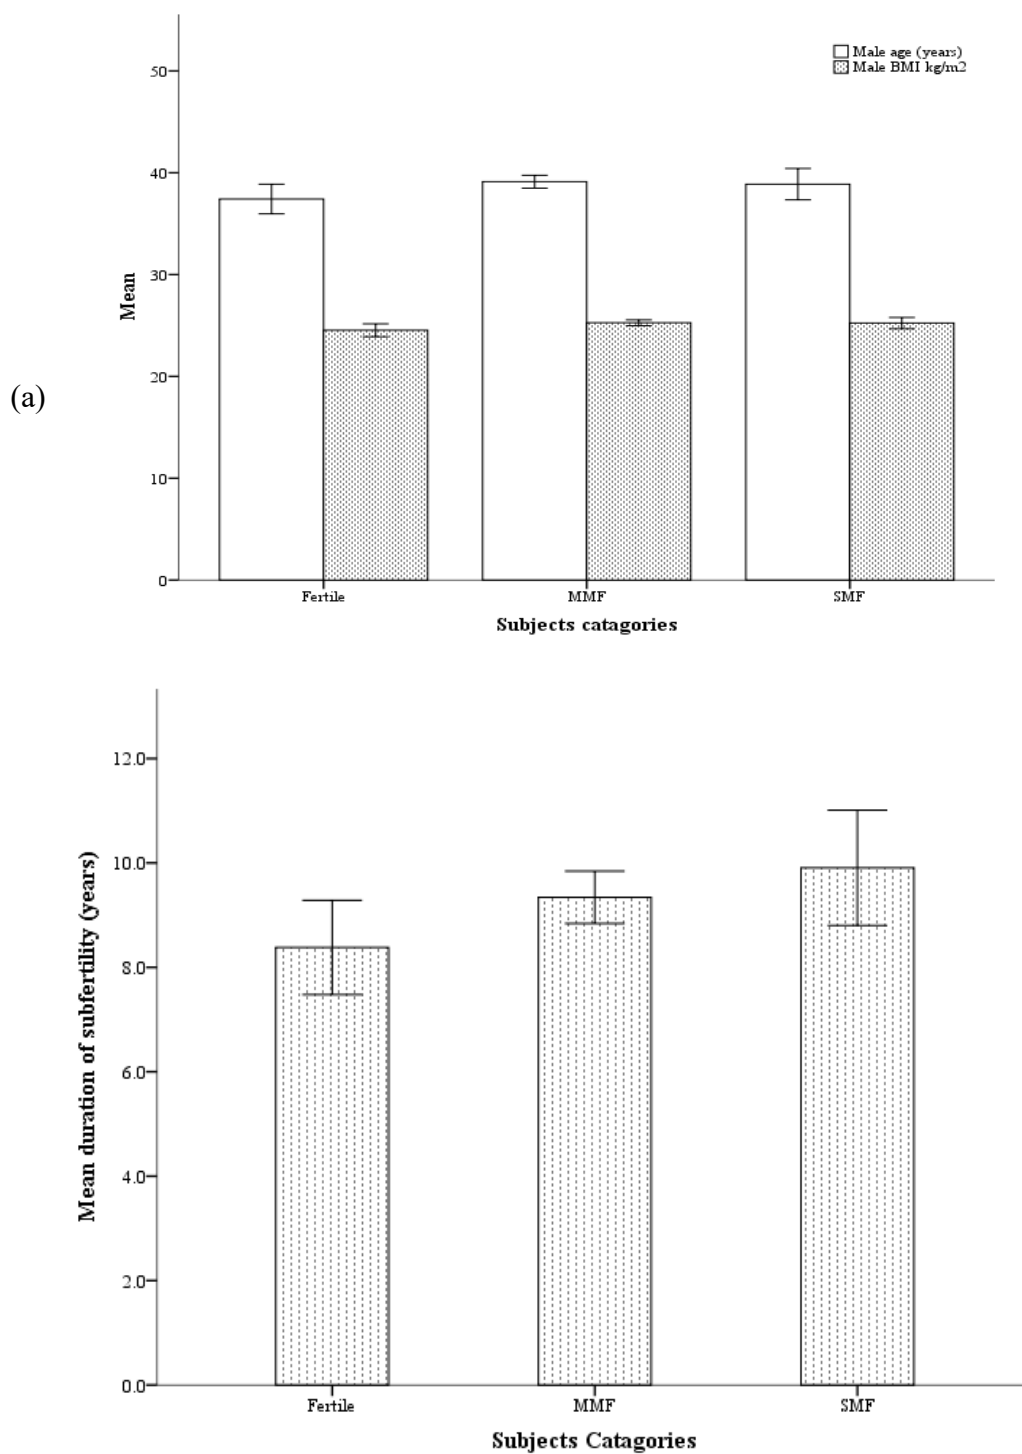 Male age (years)
Male BMI kg/m2
50
40
30
20
10
0
Mean
(a)
Fertile MMF SMF
Subjects catagories
12.0
10.0
8.0
6.0
4.0
2.0
0.0
Mean duration of subfertility (years)
Fertile MMF SMF
Subjects Catagories